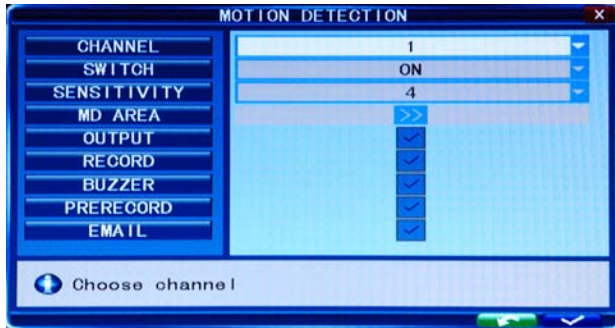 MOTION DETECTION X
CHANNEL 1
SWITCH ON
SENSITIVITY 4
MD AREA >>
OUTPUT
RECORD
BUZZER
PRERECORD
EMAIL
Choose channel